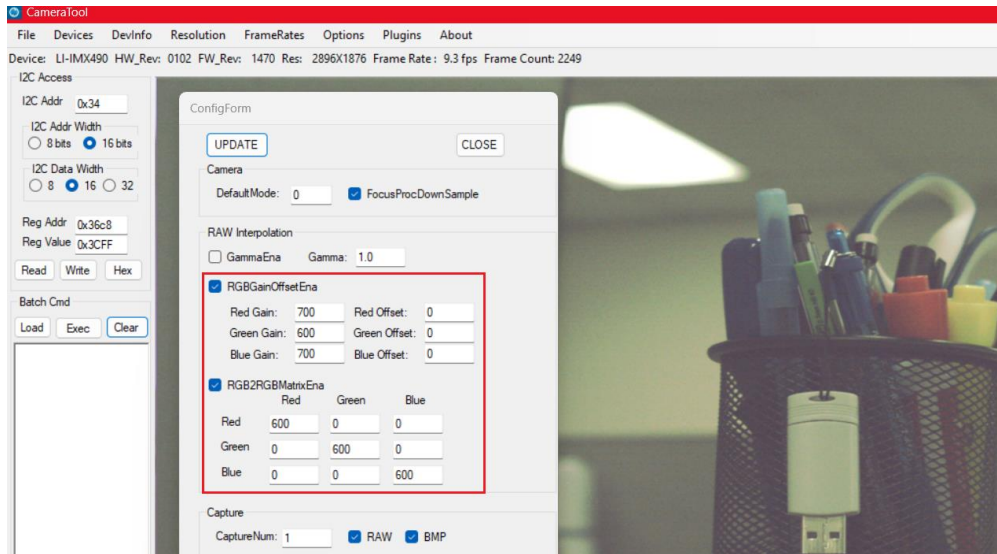 CameraTool
File Devices DevInfo Resolution FrameRates Options Plugins About
Device: LI-IMX490 HW_Rev: 0102 FW_Rev: 1470 Res: 2896X1876 Frame Rate : 9.3 fps Frame Count: 2249
I2C Access
I2C Addr 0x34
I2C Addr Width
8 bits 16 bits
I2C Data Width
8 16 32
Reg Addr 0x36c8
Reg Value 0x3CFF
Read Write Hex
Batch Cmd
Load Exec Clear
ConfigForm
UPDATE CLOSE
Camera
DefaultMode: 0 FocusProcDownSample
RAW Interpolation
GammaEna Gamma: 1.0
RGBGainOffsetEna
Red Gain: 700 Red Offset: 0
Green Gain: 600 Green Offset: 0
Blue Gain: 700 Blue Offset: 0
RGB2RGBMatrixEna
Red Green Blue
Red 600 0 0
Green 0 600 0
Blue 0 0 600
Capture
CaptureNum: 1 RAW BMP